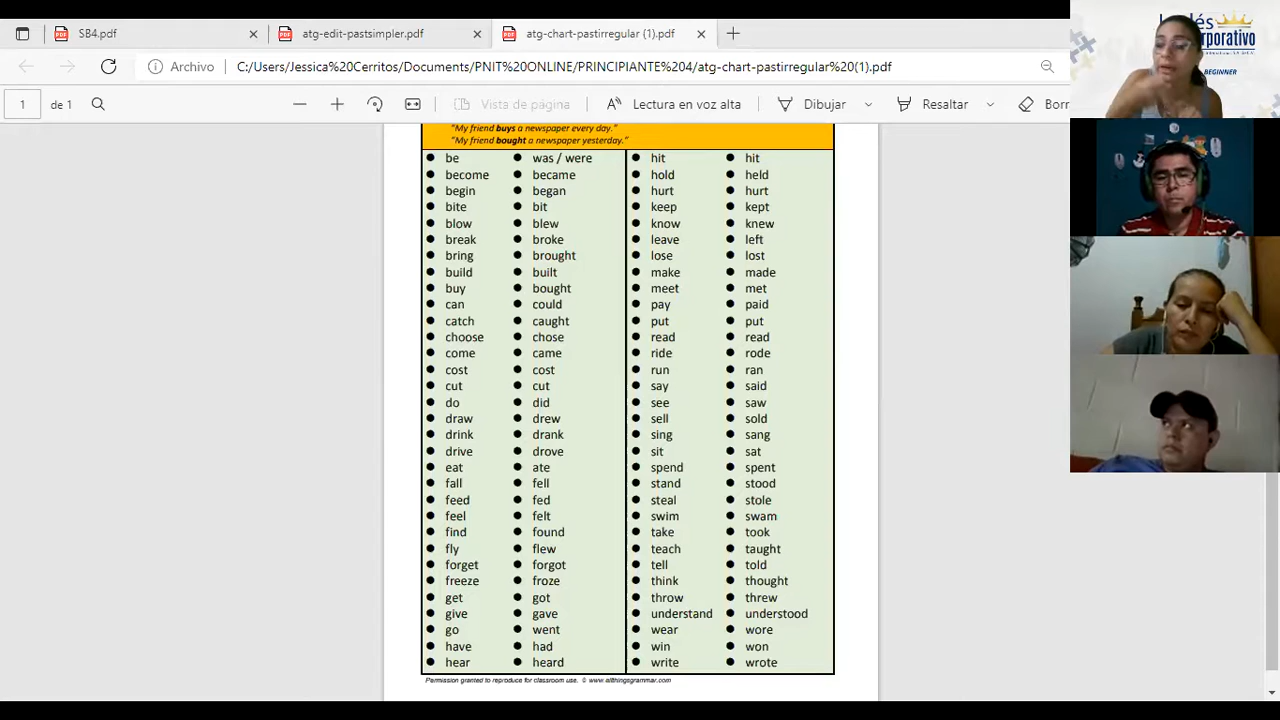 SB4.pdf
atg-edit-pastsimpler.pdf
atg-chart-pastirregular (1).pdf
Archivo
C:/Users/Jessica%20Cerritos/Documents/PNIT%20ONLINE/PRINCIPIANTE%204/atg-chart-pastirregular%20(1).pdf
1 de 1
Vista de página
Lectura en voz alta
Dibujar
Resaltar
Borr
BEGINNER
"My friend buys a newspaper every day."
"My friend bought a newspaper yesterday."
be was / were
become became
begin began
bite bit
blow blew
break broke
bring brought
build built
buy bought
can could
catch caught
choose chose
come came
cost cost
cut cut
do did
draw drew
drink drank
drive drove
eat ate
fall fell
feed fed
feel felt
find found
fly flew
forget forgot
freeze froze
get got
give gave
go went
have had
hear heard
hit hit
hold held
hurt hurt
keep kept
know knew
leave left
lose lost
make made
meet met
pay paid
put put
read read
ride rode
run ran
say said
see saw
sell sold
sing sang
sit sat
spend spent
stand stood
steal stole
swim swam
take took
teach taught
tell told
think thought
throw threw
understand understood
wear wore
win won
write wrote
Permission granted to reproduce for classroom use. © www.allthingsgrammar.com